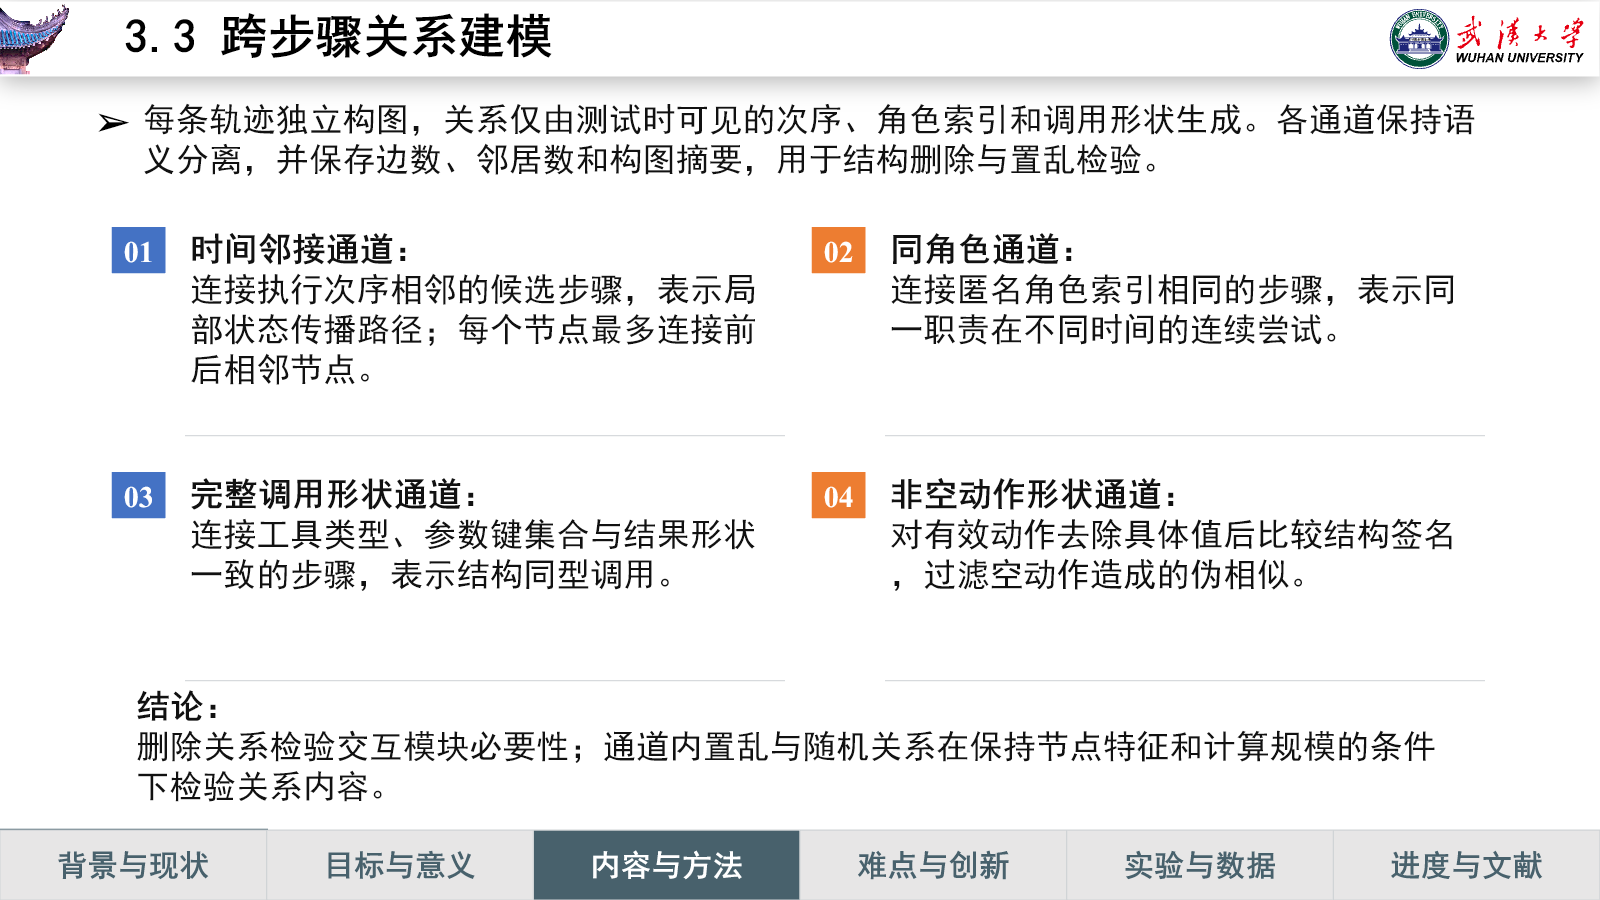 3.3 跨步骤关系建模
武汉大学
WUHAN UNIVERSITY
➢ 每条轨迹独立构图，关系仅由测试时可见的次序、角色索引和调用形状生成。各通道保持语
义分离，并保存边数、邻居数和构图摘要，用于结构删除与置乱检验。
01 时间邻接通道：
连接执行次序相邻的候选步骤，表示局
部状态传播路径；每个节点最多连接前
后相邻节点。
02 同角色通道：
连接匿名角色索引相同的步骤，表示同
一职责在不同时间的连续尝试。
03 完整调用形状通道：
连接工具类型、参数键集合与结果形状
一致的步骤，表示结构同型调用。
04 非空动作形状通道：
对有效动作去除具体值后比较结构签名
，过滤空动作造成的伪相似。
结论：
删除关系检验交互模块必要性；通道内置乱与随机关系在保持节点特征和计算规模的条件
下检验关系内容。
背景与现状
目标与意义
内容与方法
难点与创新
实验与数据
进度与文献